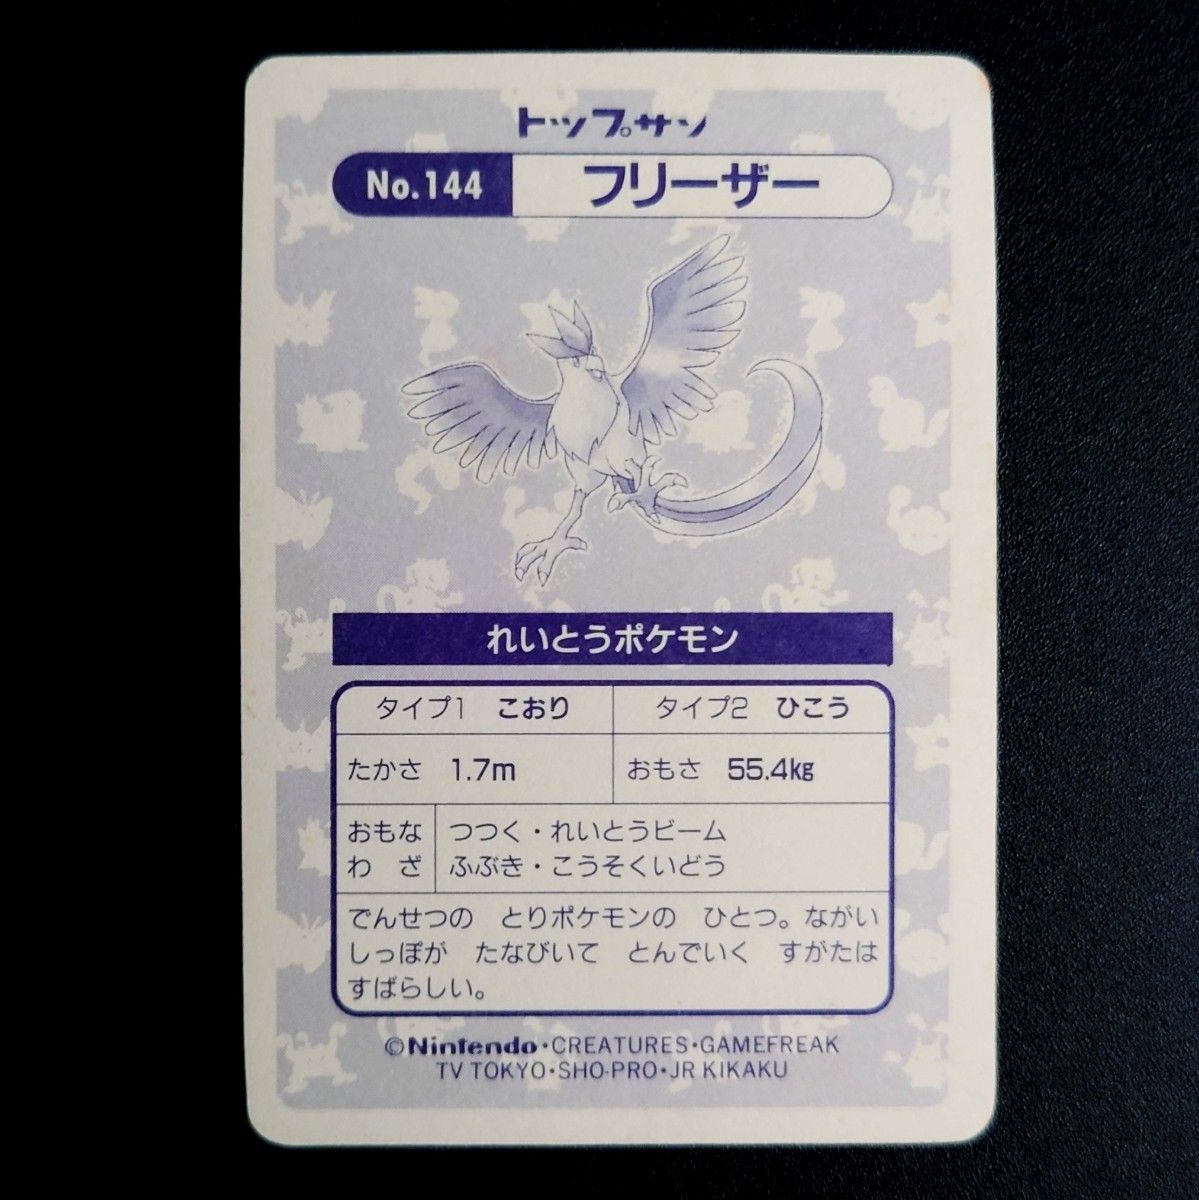 トップサン
No.144 フリーザー
れいとうポケモン
タイプ1 こおり タイプ2 ひこう
たかさ 1.7m おもさ 55.4kg
おもな つつく・れいとうビーム
わざ ふぶき・こうそくいどう
でんせつの とりポケモンの ひとつ。ながい
しっぽが たなびいて とんでいく すがたは
すばらしい。
©Nintendo・CREATURES・GAMEFREAK
TV TOKYO・SHO-PRO・JR KIKAKU